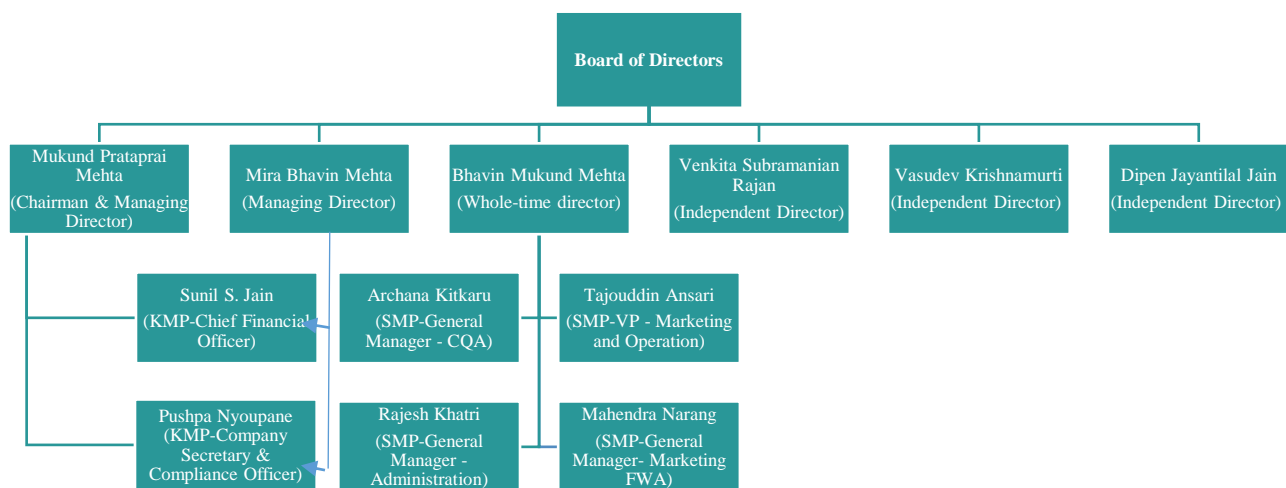 Board of Directors
Mukund Prataprai
Mehta
(Chairman & Managing
Director)
Mira Bhavin Mehta
(Managing Director)
Bhavin Mukund Mehta
(Whole-time director)
Venkita Subramanian
Rajan
(Independent Director)
Vasudev Krishnamurti
(Independent Director)
Dipen Jayantilal Jain
(Independent Director)
Sunil S. Jain
(KMP-Chief Financial
Officer)
Archana Kitkaru
(SMP-General
Manager - CQA)
Tajouddin Ansari
(SMP-VP - Marketing
and Operation)
Pushpa Nyoupane
(KMP-Company
Secretary &
Compliance Officer)
Rajesh Khatri
(SMP-General
Manager -
Administration)
Mahendra Narang
(SMP-General
Manager- Marketing
FWA)